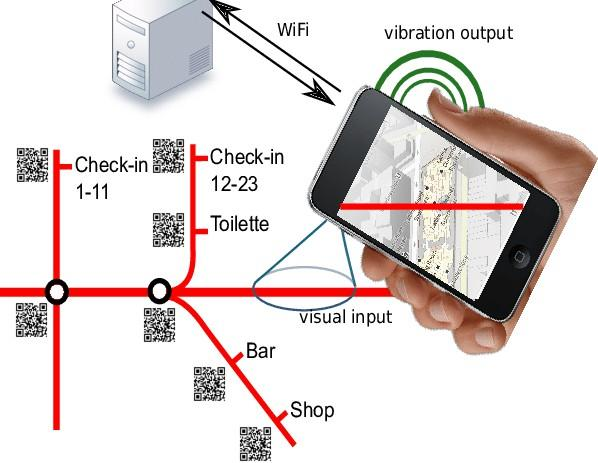 WiFi
vibration output
Check-in
1-11
Check-in
12-23
Toilette
visual input
Bar
Shop